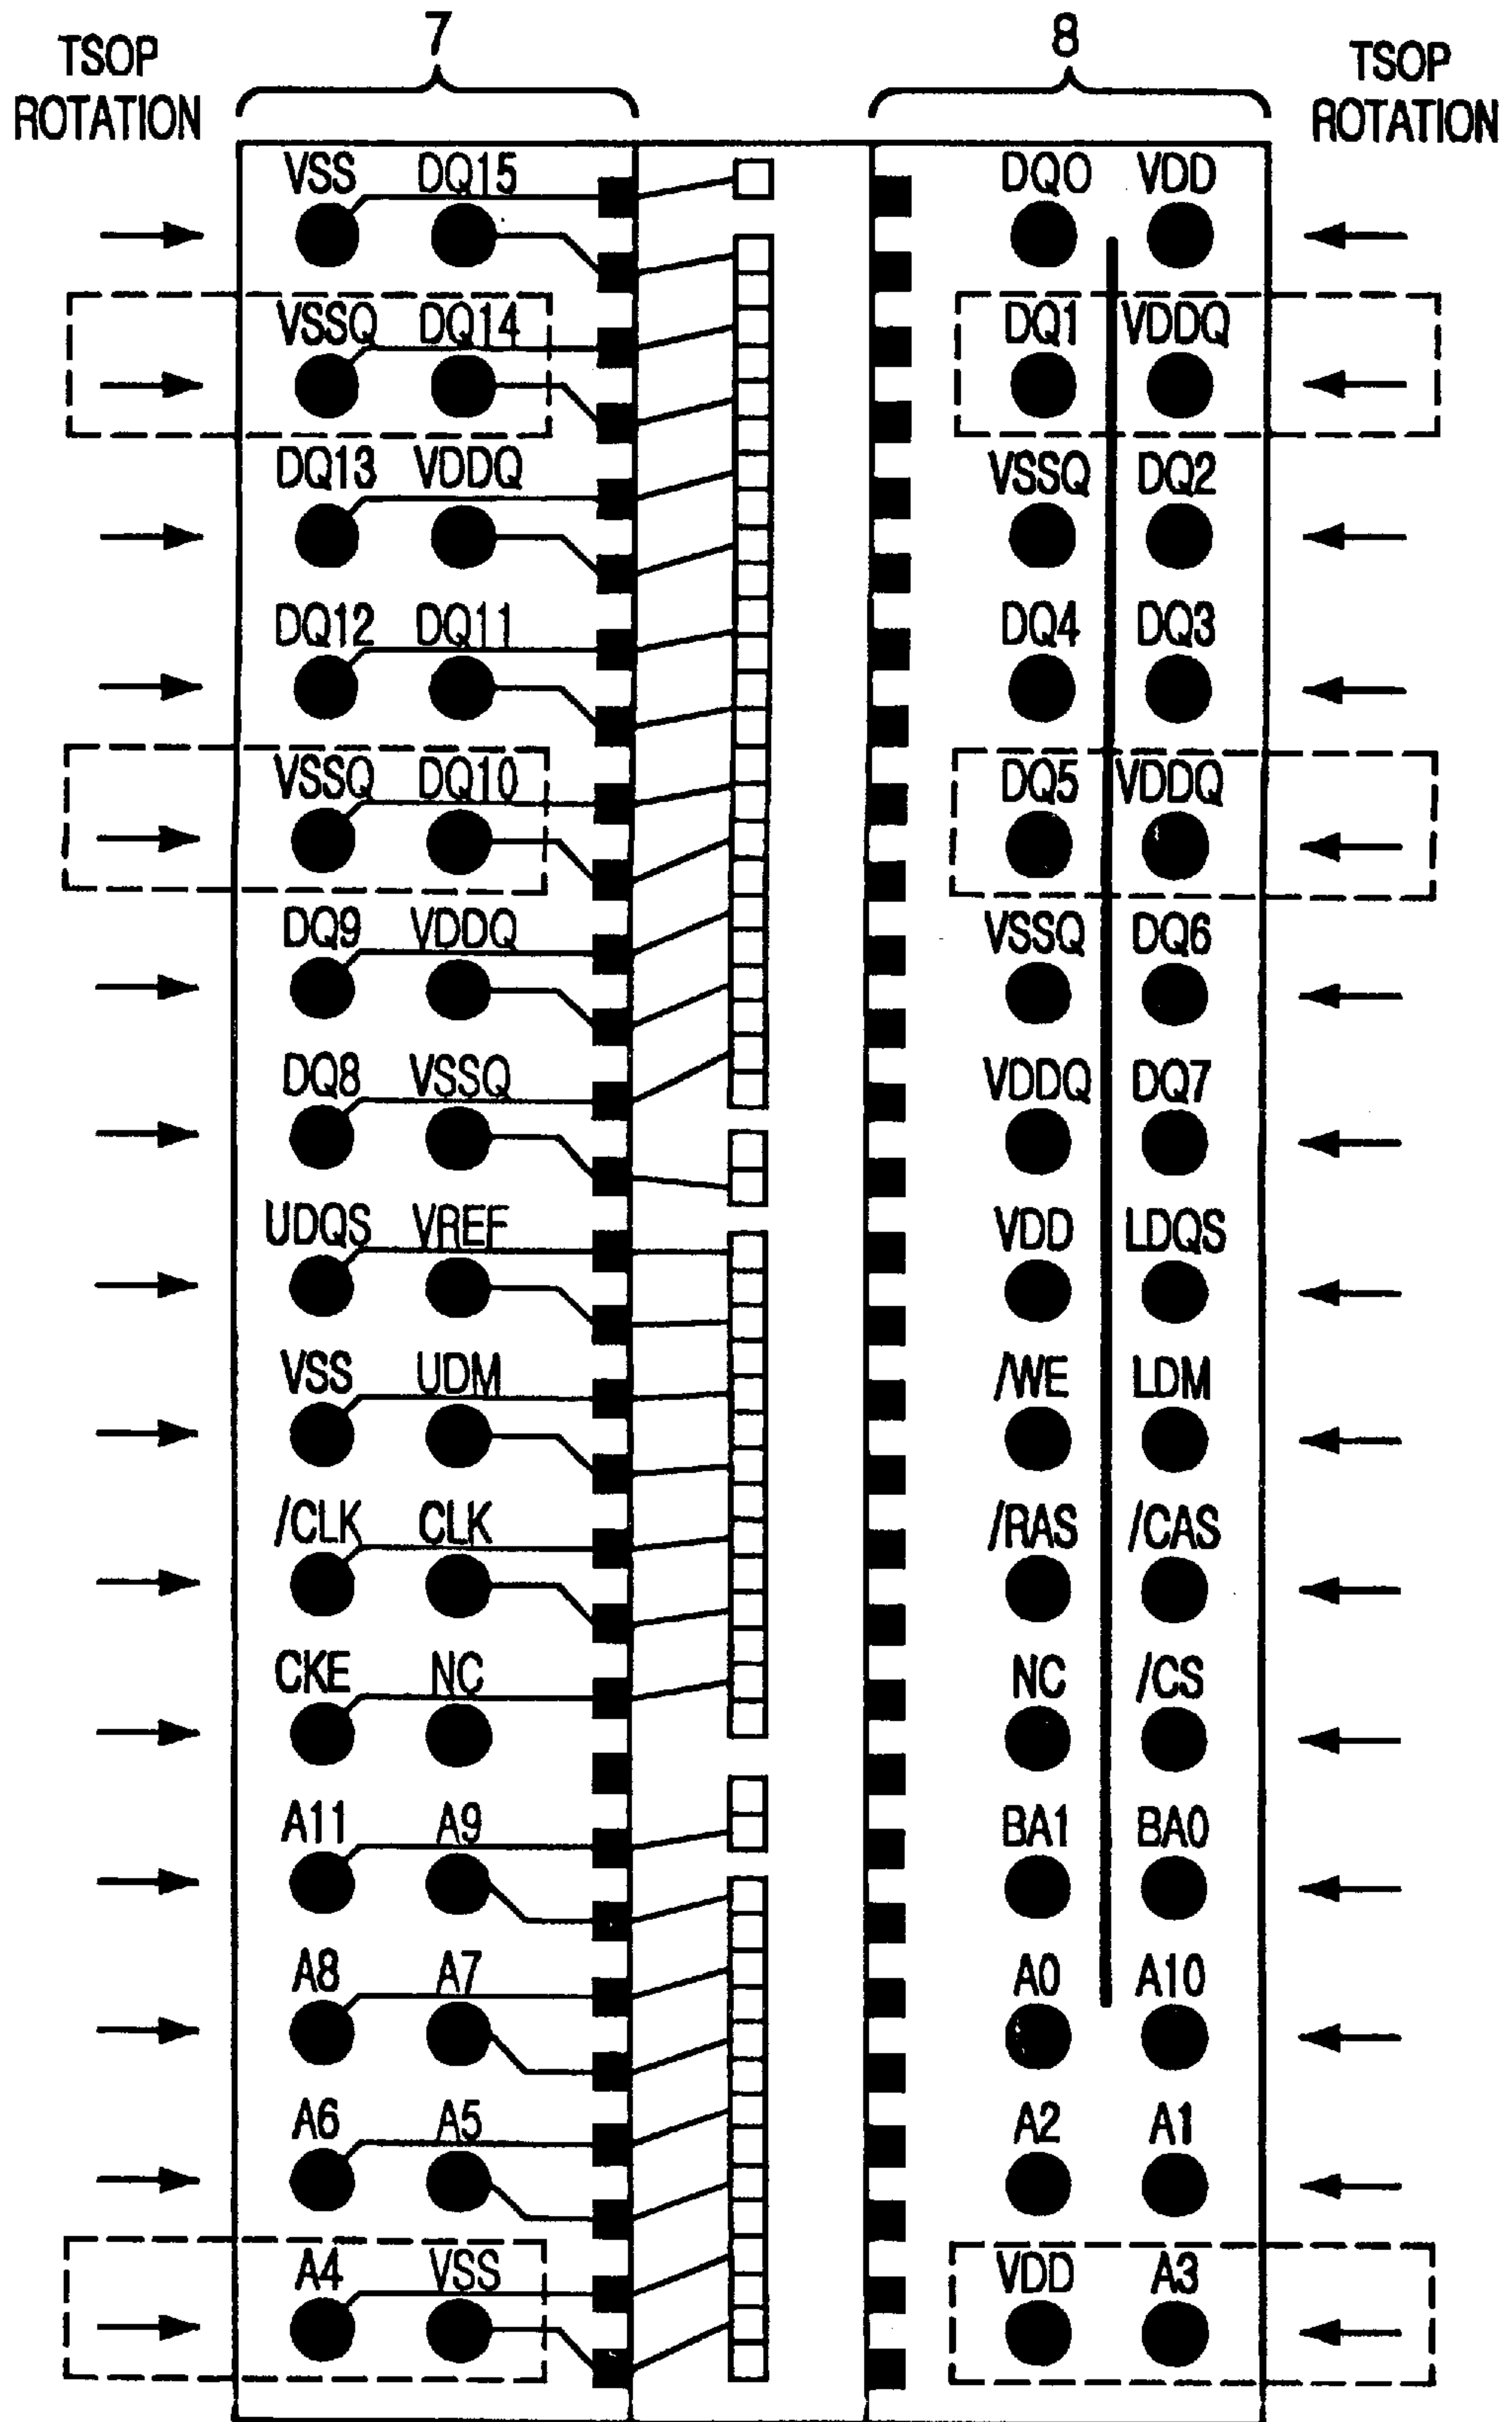 7 8
TSOP ROTATION TSOP ROTATION
VSS DQ15 DQ0 VDD
VSSQ DQ14 DQ1 VDDQ
DQ13 VDDQ VSSQ DQ2
DQ12 DQ11 DQ4 DQ3
VSSQ DQ10 DQ5 VDDQ
DQ9 VDDQ VSSQ DQ6
DQ8 VSSQ VDDQ DQ7
UDQS VREF VDD LDQS
VSS UDM /WE LDM
/CLK CLK /RAS /CAS
CKE NC NC /CS
A11 A9 BA1 BA0
A8 A7 A0 A10
A6 A5 A2 A1
A4 VSS VDD A3